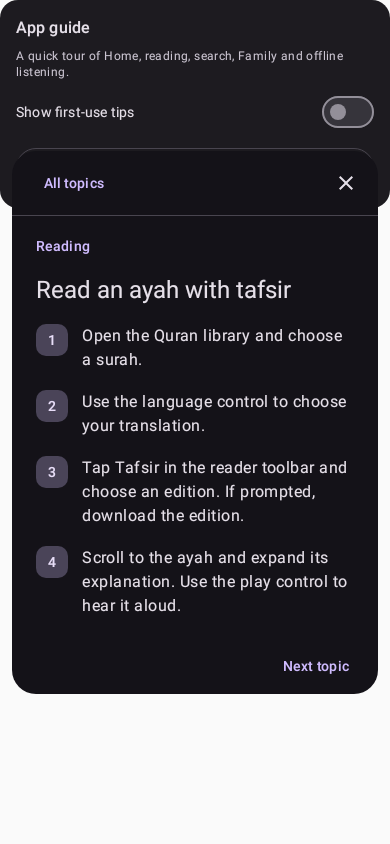 App guide
A quick tour of Home, reading, search, Family and offline
listening.
Show first-use tips
All topics
Reading
Read an ayah with tafsir
1 Open the Quran library and choose
a surah.
2 Use the language control to choose
your translation.
3 Tap Tafsir in the reader toolbar and
choose an edition. If prompted,
download the edition.
4 Scroll to the ayah and expand its
explanation. Use the play control to
hear it aloud.
Next topic